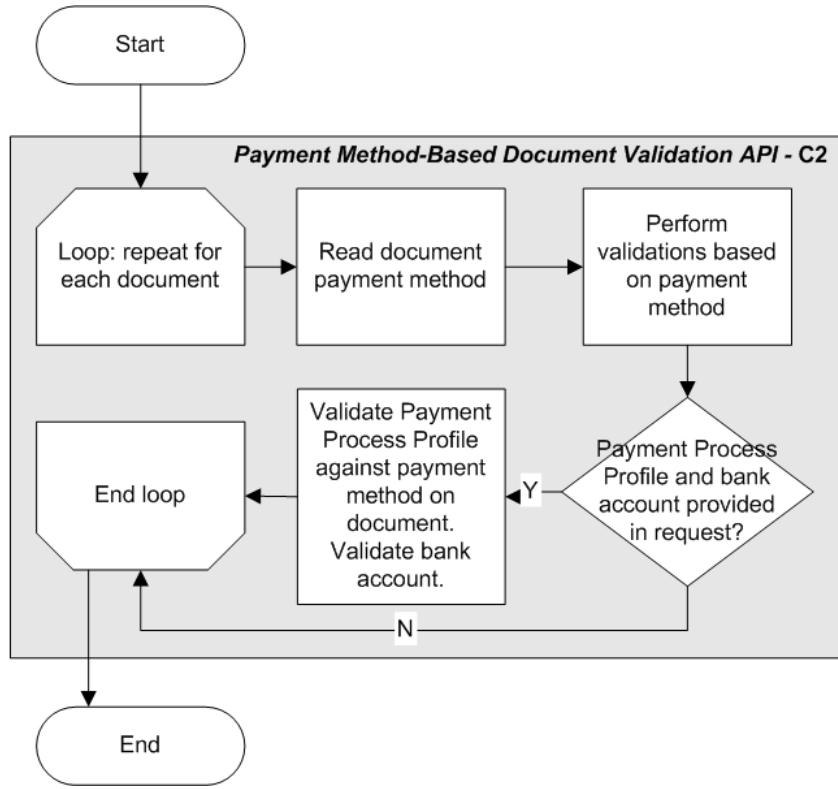 Start
Payment Method-Based Document Validation API - C2
Loop: repeat for
each document
Read document
payment method
Perform
validations based
on payment
method
Payment Process
Profile and bank
account provided
in request?
Y
Validate Payment
Process Profile
against payment
method on
document.
Validate bank
account.
End loop
N
End